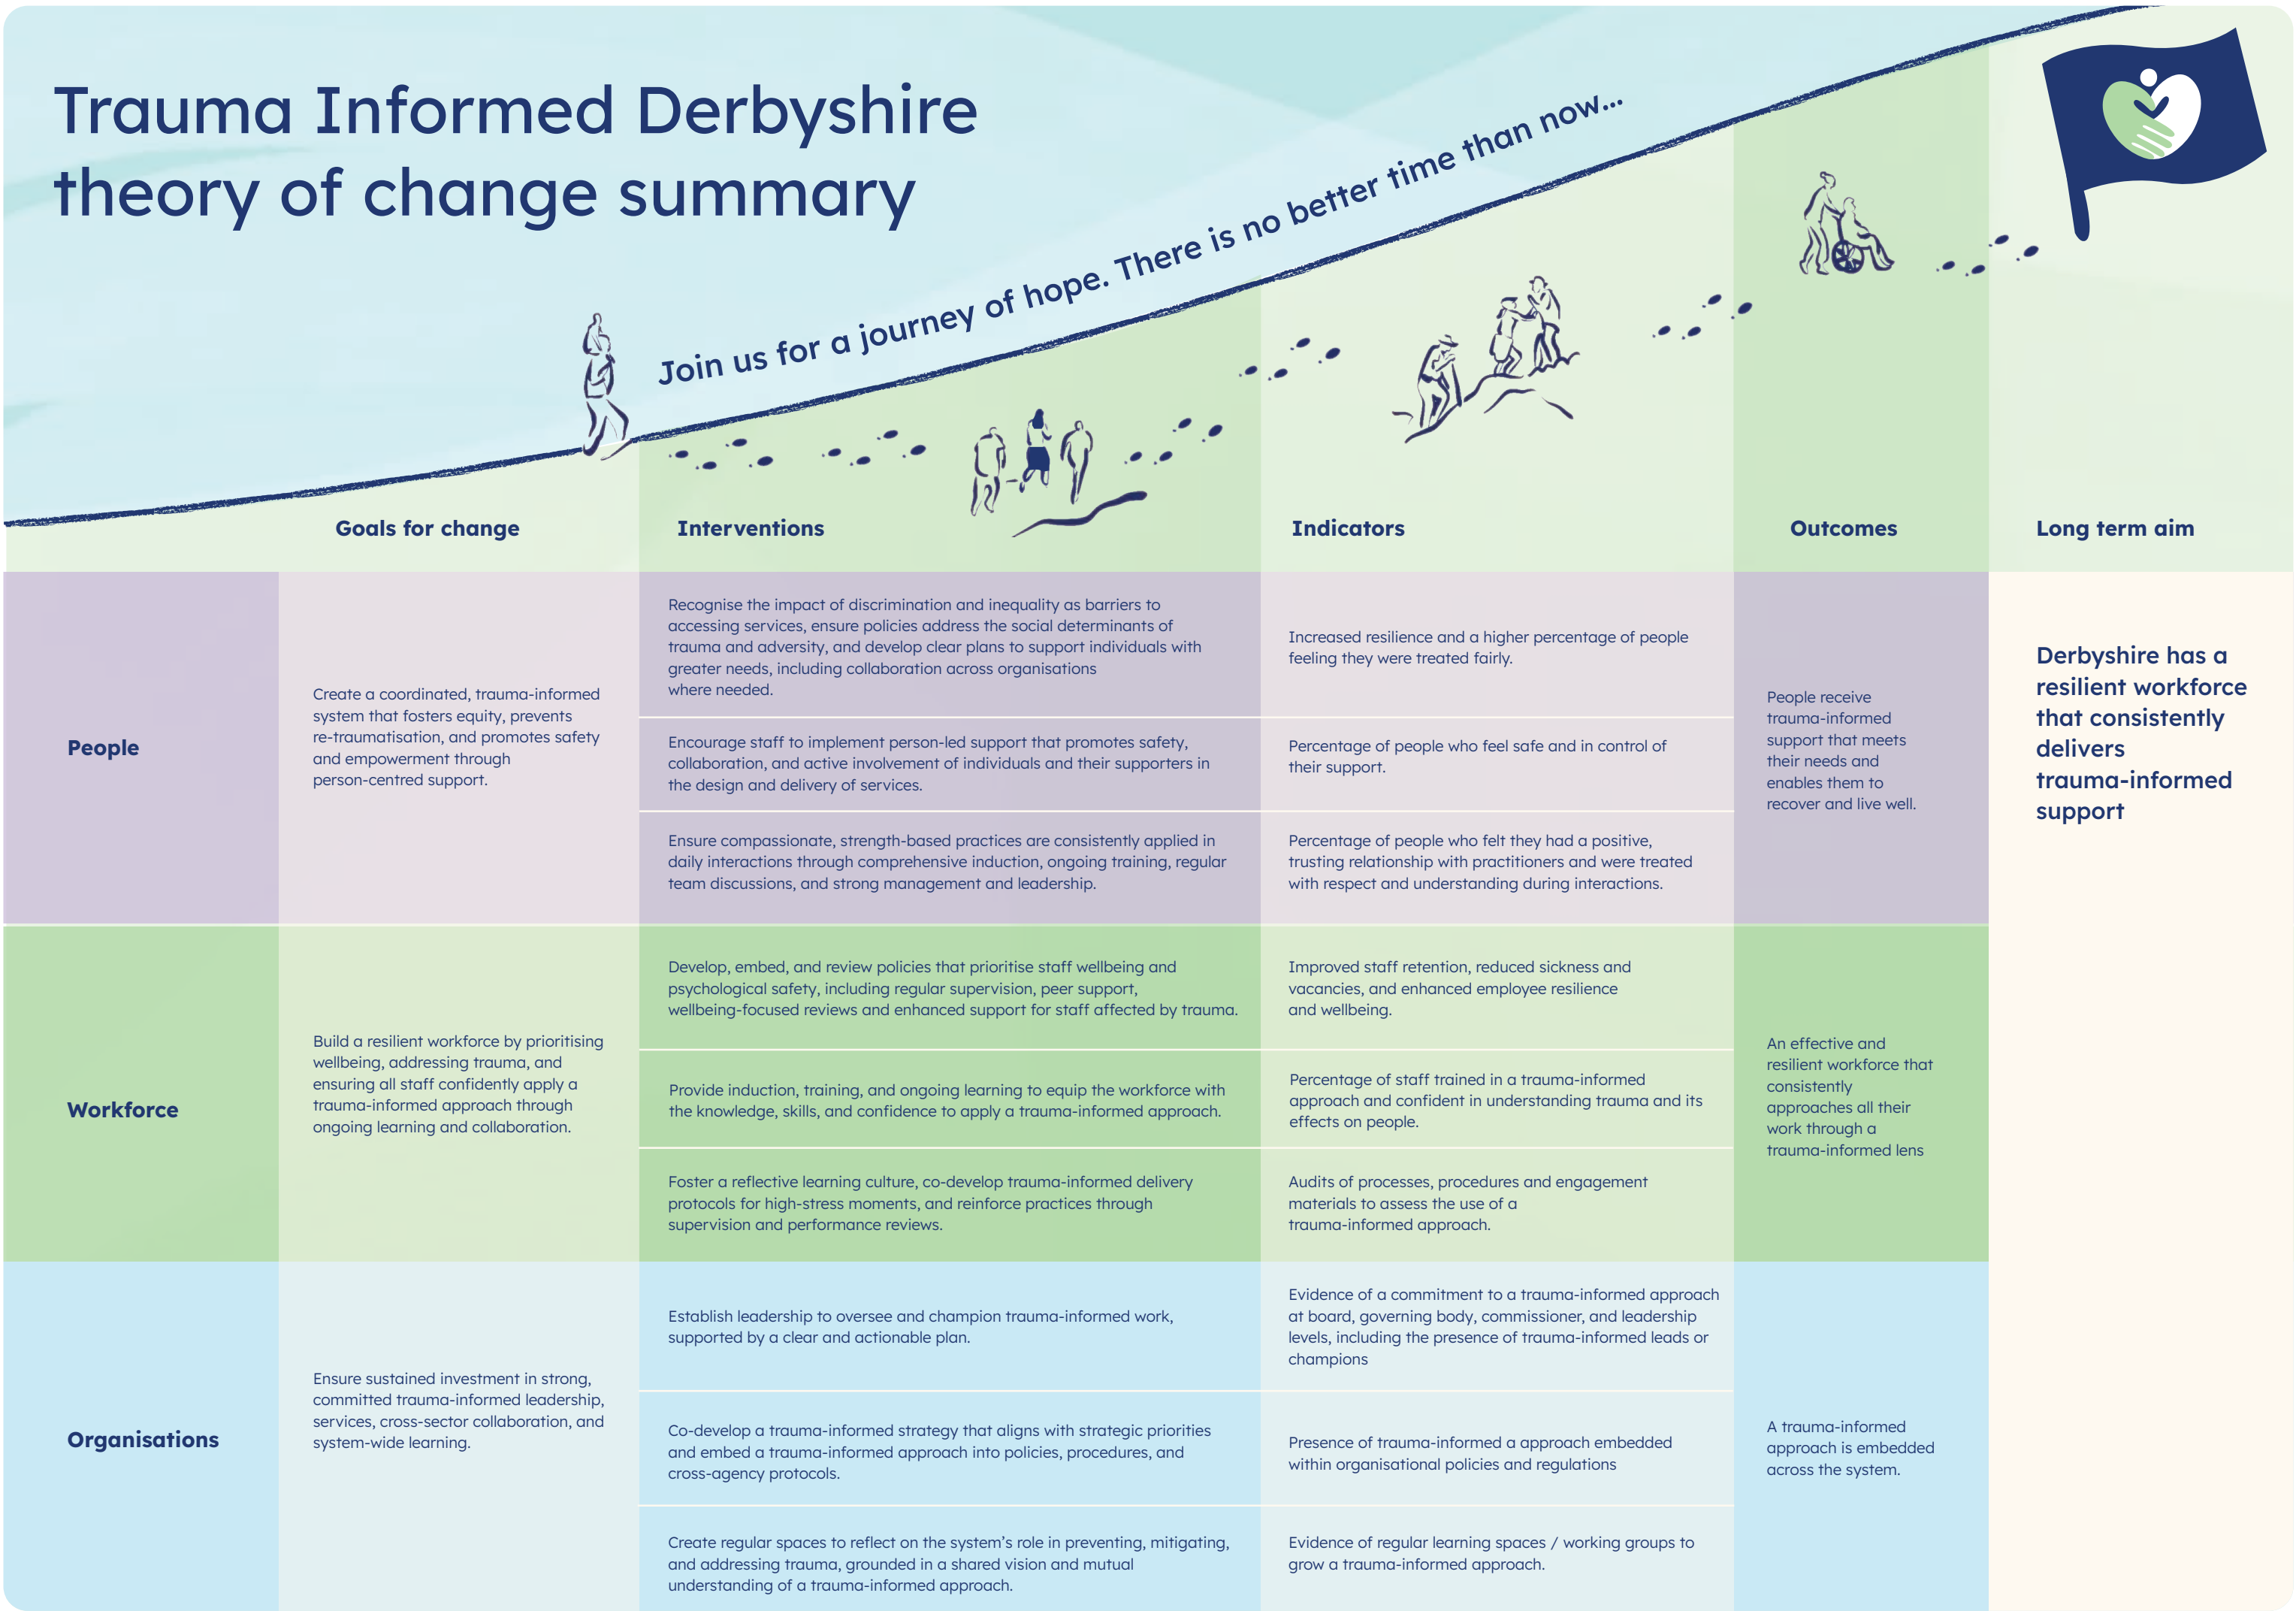 Trauma Informed Derbyshire
theory of change summary
Join us for a journey of hope. There is no better time than now...
Goals for change
Interventions
Indicators
Outcomes
Long term aim
People
Create a coordinated, trauma-informed
system that fosters equity, prevents
re-traumatisation, and promotes safety
and empowerment through
person-centred support.
Recognise the impact of discrimination and inequality as barriers to
accessing services, ensure policies address the social determinants of
trauma and adversity, and develop clear plans to support individuals with
greater needs, including collaboration across organisations
where needed.
Increased resilience and a higher percentage of people
feeling they were treated fairly.
Encourage staff to implement person-led support that promotes safety,
collaboration, and active involvement of individuals and their supporters in
the design and delivery of services.
Percentage of people who feel safe and in control of
their support.
Ensure compassionate, strength-based practices are consistently applied in
daily interactions through comprehensive induction, ongoing training, regular
team discussions, and strong management and leadership.
Percentage of people who felt they had a positive,
trusting relationship with practitioners and were treated
with respect and understanding during interactions.
People receive
trauma-informed
support that meets
their needs and
enables them to
recover and live well.
Derbyshire has a
resilient workforce
that consistently
delivers
trauma-informed
support
Workforce
Build a resilient workforce by prioritising
wellbeing, addressing trauma, and
ensuring all staff confidently apply a
trauma-informed approach through
ongoing learning and collaboration.
Develop, embed, and review policies that prioritise staff wellbeing and
psychological safety, including regular supervision, peer support,
wellbeing-focused reviews and enhanced support for staff affected by trauma.
Improved staff retention, reduced sickness and
vacancies, and enhanced employee resilience
and wellbeing.
Provide induction, training, and ongoing learning to equip the workforce with
the knowledge, skills, and confidence to apply a trauma-informed approach.
Percentage of staff trained in a trauma-informed
approach and confident in understanding trauma and its
effects on people.
Foster a reflective learning culture, co-develop trauma-informed delivery
protocols for high-stress moments, and reinforce practices through
supervision and performance reviews.
Audits of processes, procedures and engagement
materials to assess the use of a
trauma-informed approach.
An effective and
resilient workforce that
consistently
approaches all their
work through a
trauma-informed lens
Organisations
Ensure sustained investment in strong,
committed trauma-informed leadership,
services, cross-sector collaboration, and
system-wide learning.
Establish leadership to oversee and champion trauma-informed work,
supported by a clear and actionable plan.
Evidence of a commitment to a trauma-informed approach
at board, governing body, commissioner, and leadership
levels, including the presence of trauma-informed leads or
champions
Co-develop a trauma-informed strategy that aligns with strategic priorities
and embed a trauma-informed approach into policies, procedures, and
cross-agency protocols.
Presence of trauma-informed a approach embedded
within organisational policies and regulations
Create regular spaces to reflect on the system’s role in preventing, mitigating,
and addressing trauma, grounded in a shared vision and mutual
understanding of a trauma-informed approach.
Evidence of regular learning spaces / working groups to
grow a trauma-informed approach.
A trauma-informed
approach is embedded
across the system.